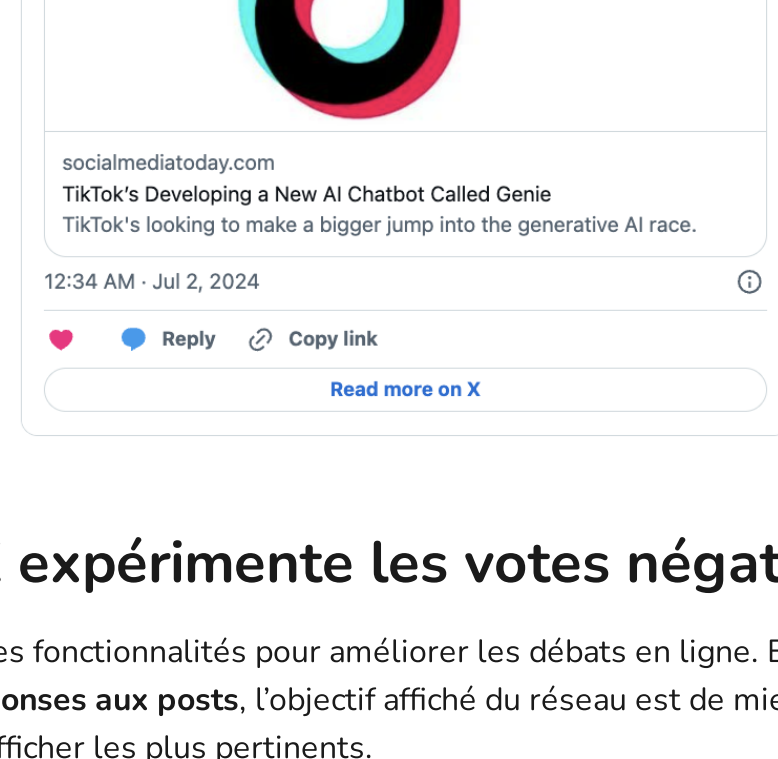 socialmediatoday.com
TikTok's Developing a New AI Chatbot Called Genie
TikTok's looking to make a bigger jump into the generative AI race.
12:34 AM · Jul 2, 2024
Reply Copy link
Read more on X
expérimente les votes négat
es fonctionnalités pour améliorer les débats en ligne. E
onses aux posts, l’objectif affiché du réseau est de mie
fficher les plus pertinents.